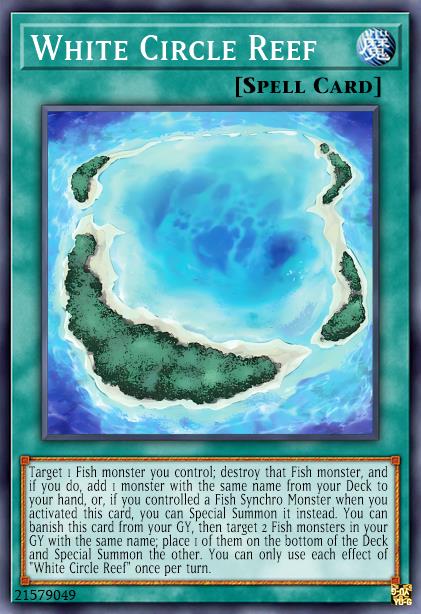 White Circle Reef
魔
[Spell Card]
Target 1 Fish monster you control; destroy that Fish monster, and
if you do, add 1 monster with the same name from your Deck to
your hand, or, if you controlled a Fish Synchro Monster when you
activated this card, you can Special Summon it instead. You can
banish this card from your GY, then target 2 Fish monsters in your
GY with the same name; place 1 of them on the bottom of the Deck
and Special Summon the other. You can only use each effect of
"White Circle Reef" once per turn.
21579049